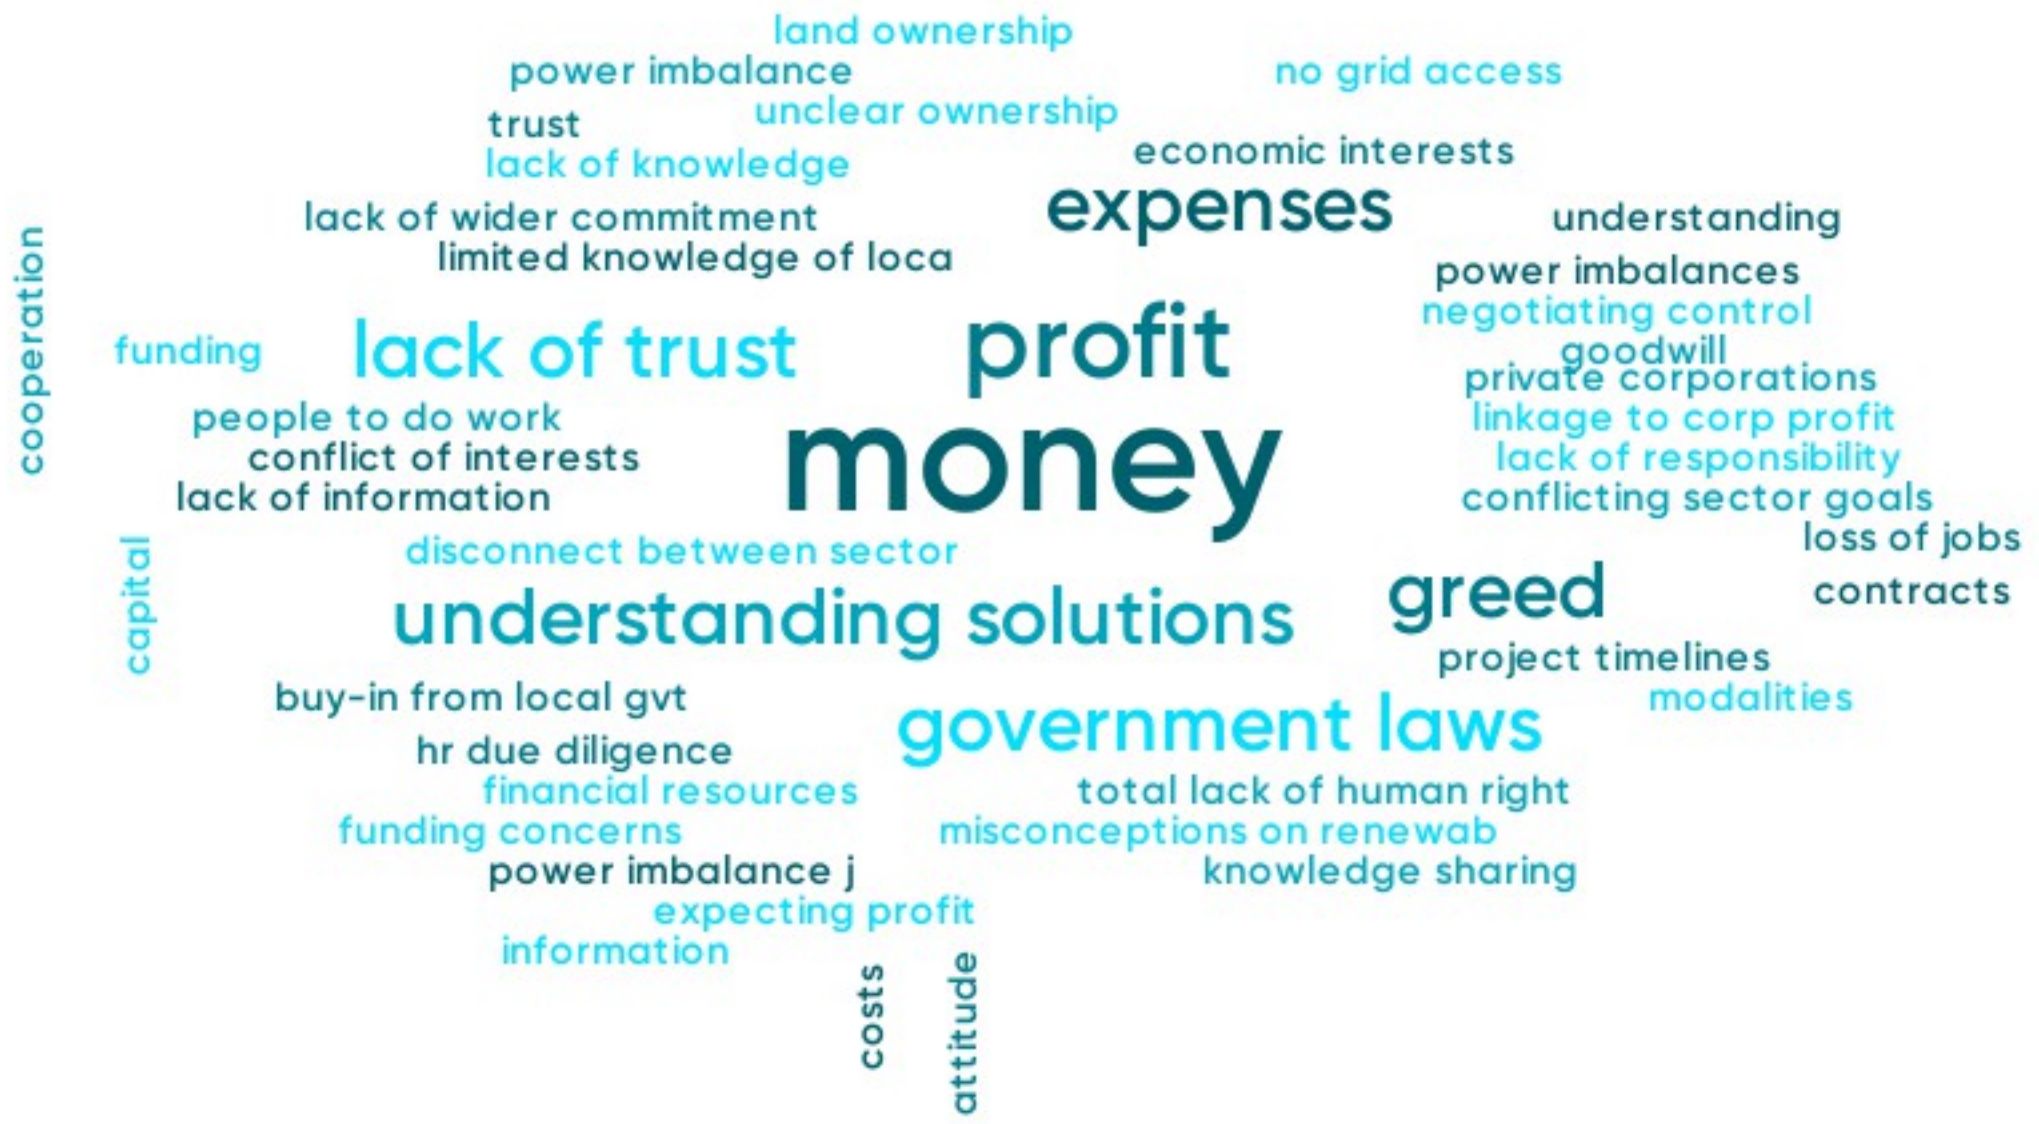 land ownership
power imbalance
no grid access
unclear ownership
trust
economic interests
lack of knowledge
expenses
lack of wider commitment
understanding
limited knowledge of loca
power imbalances
negotiating control
cooperation
funding
lack of trust
profit
goodwill
private corporations
people to do work
linkage to corp profit
conflict of interests
money
lack of responsibility
lack of information
conflicting sector goals
loss of jobs
disconnect between sector
capital
understanding solutions
greed
contracts
project timelines
buy-in from local gvt
modalities
government laws
hr due diligence
financial resources
total lack of human right
funding concerns
misconceptions on renewab
power imbalance j
knowledge sharing
expecting profit
information
costs
attitude